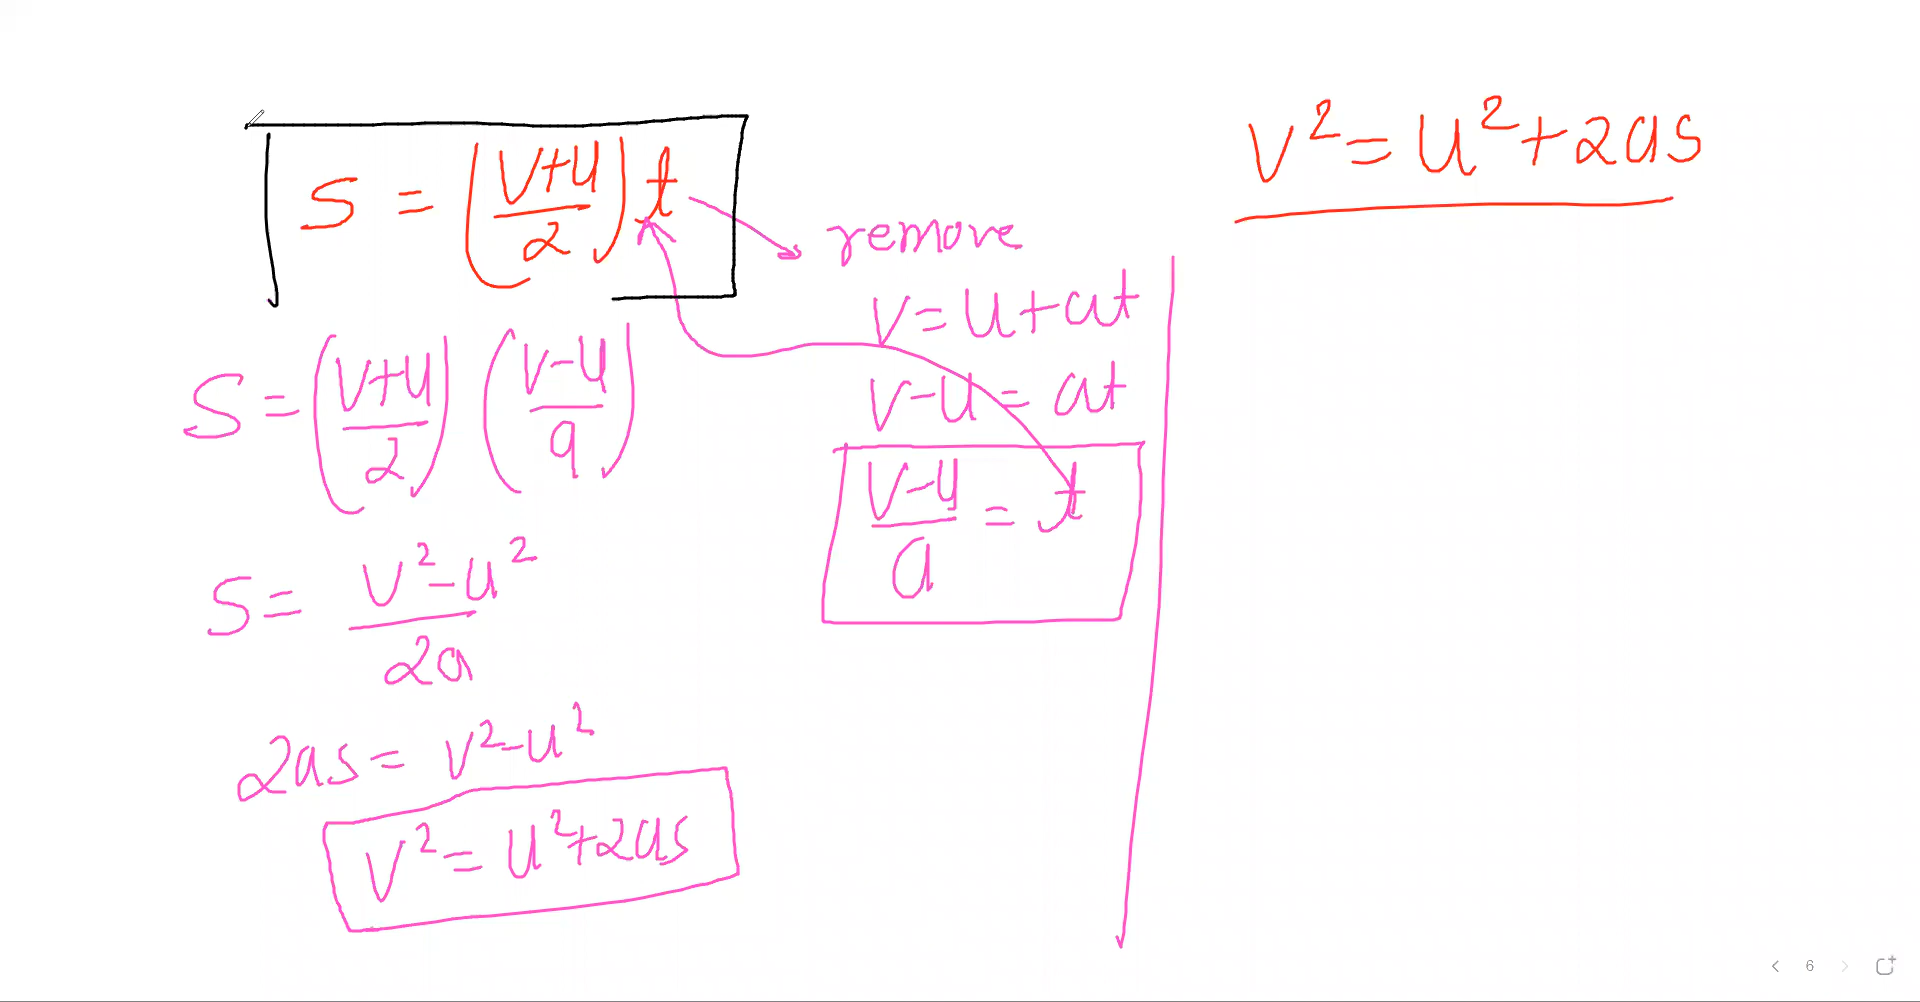 S = (v+u/2) t
remove
v = u + at
v-u = at
v-u/a = t
S = (v+u/2) (v-u/a)
S = v²-u²/2a
2as = v²-u²
v² = u²+2as
v² = u²+2as
6